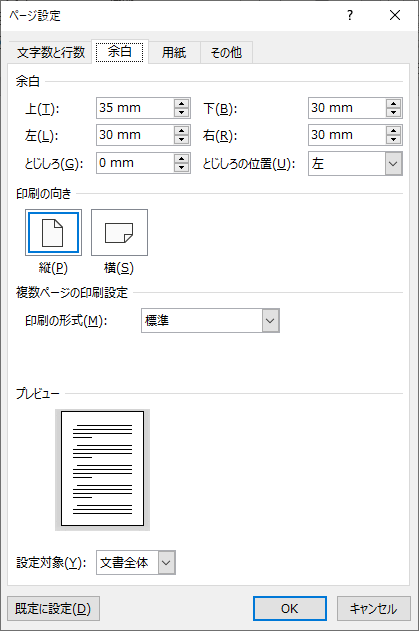 ページ設定
文字数と行数 余白 用紙 その他
余白
上(T): 35 mm 下(B): 30 mm
左(L): 30 mm 右(R): 30 mm
とじしろ(G): 0 mm とじしろの位置(U): 左
印刷の向き
縦(P) 横(S)
複数ページの印刷設定
印刷の形式(M): 標準
プレビュー
設定対象(Y): 文書全体
既定に設定(D) OK キャンセル